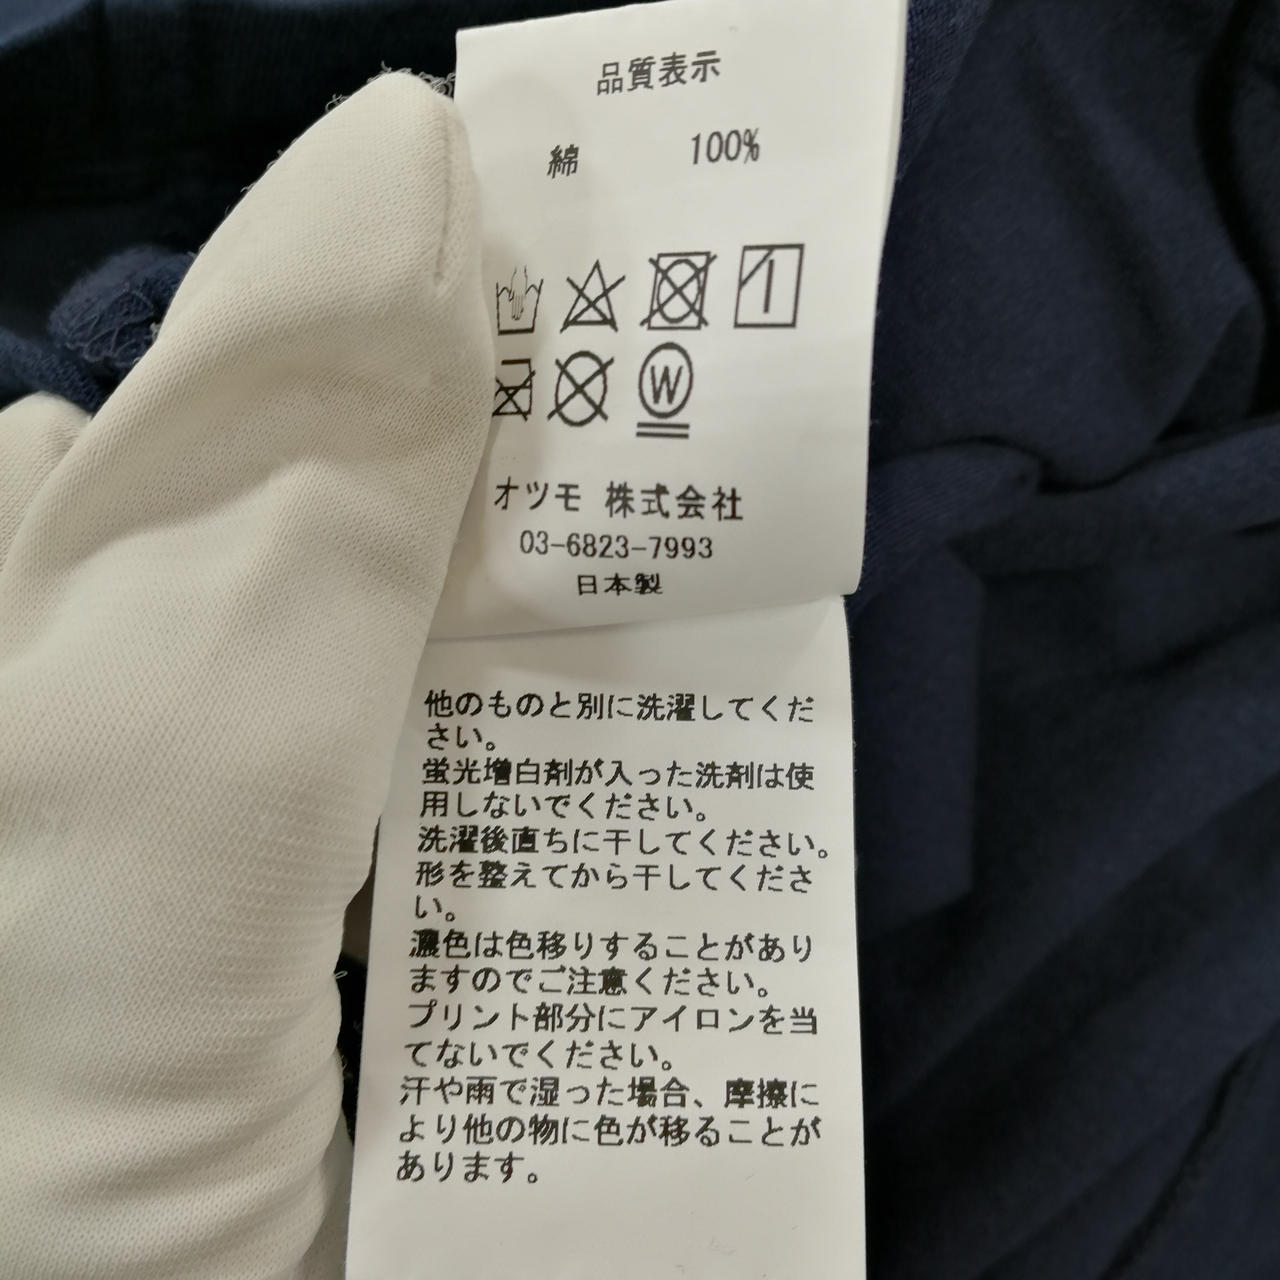 品質表示
綿 100%
W
オツモ 株式会社
03-6823-7993
日本製
他のものと別に洗濯してくだ
さい。
蛍光増白剤が入った洗剤は使
用しないでください。
洗濯後直ちに干してください。
形を整えてから干してくださ
い。
濃色は色移りすることがあり
ますのでご注意ください。
プリント部分にアイロンを当
てないでください。
汗や雨で湿った場合、摩擦に
より他の物に色が移ることが
あります。